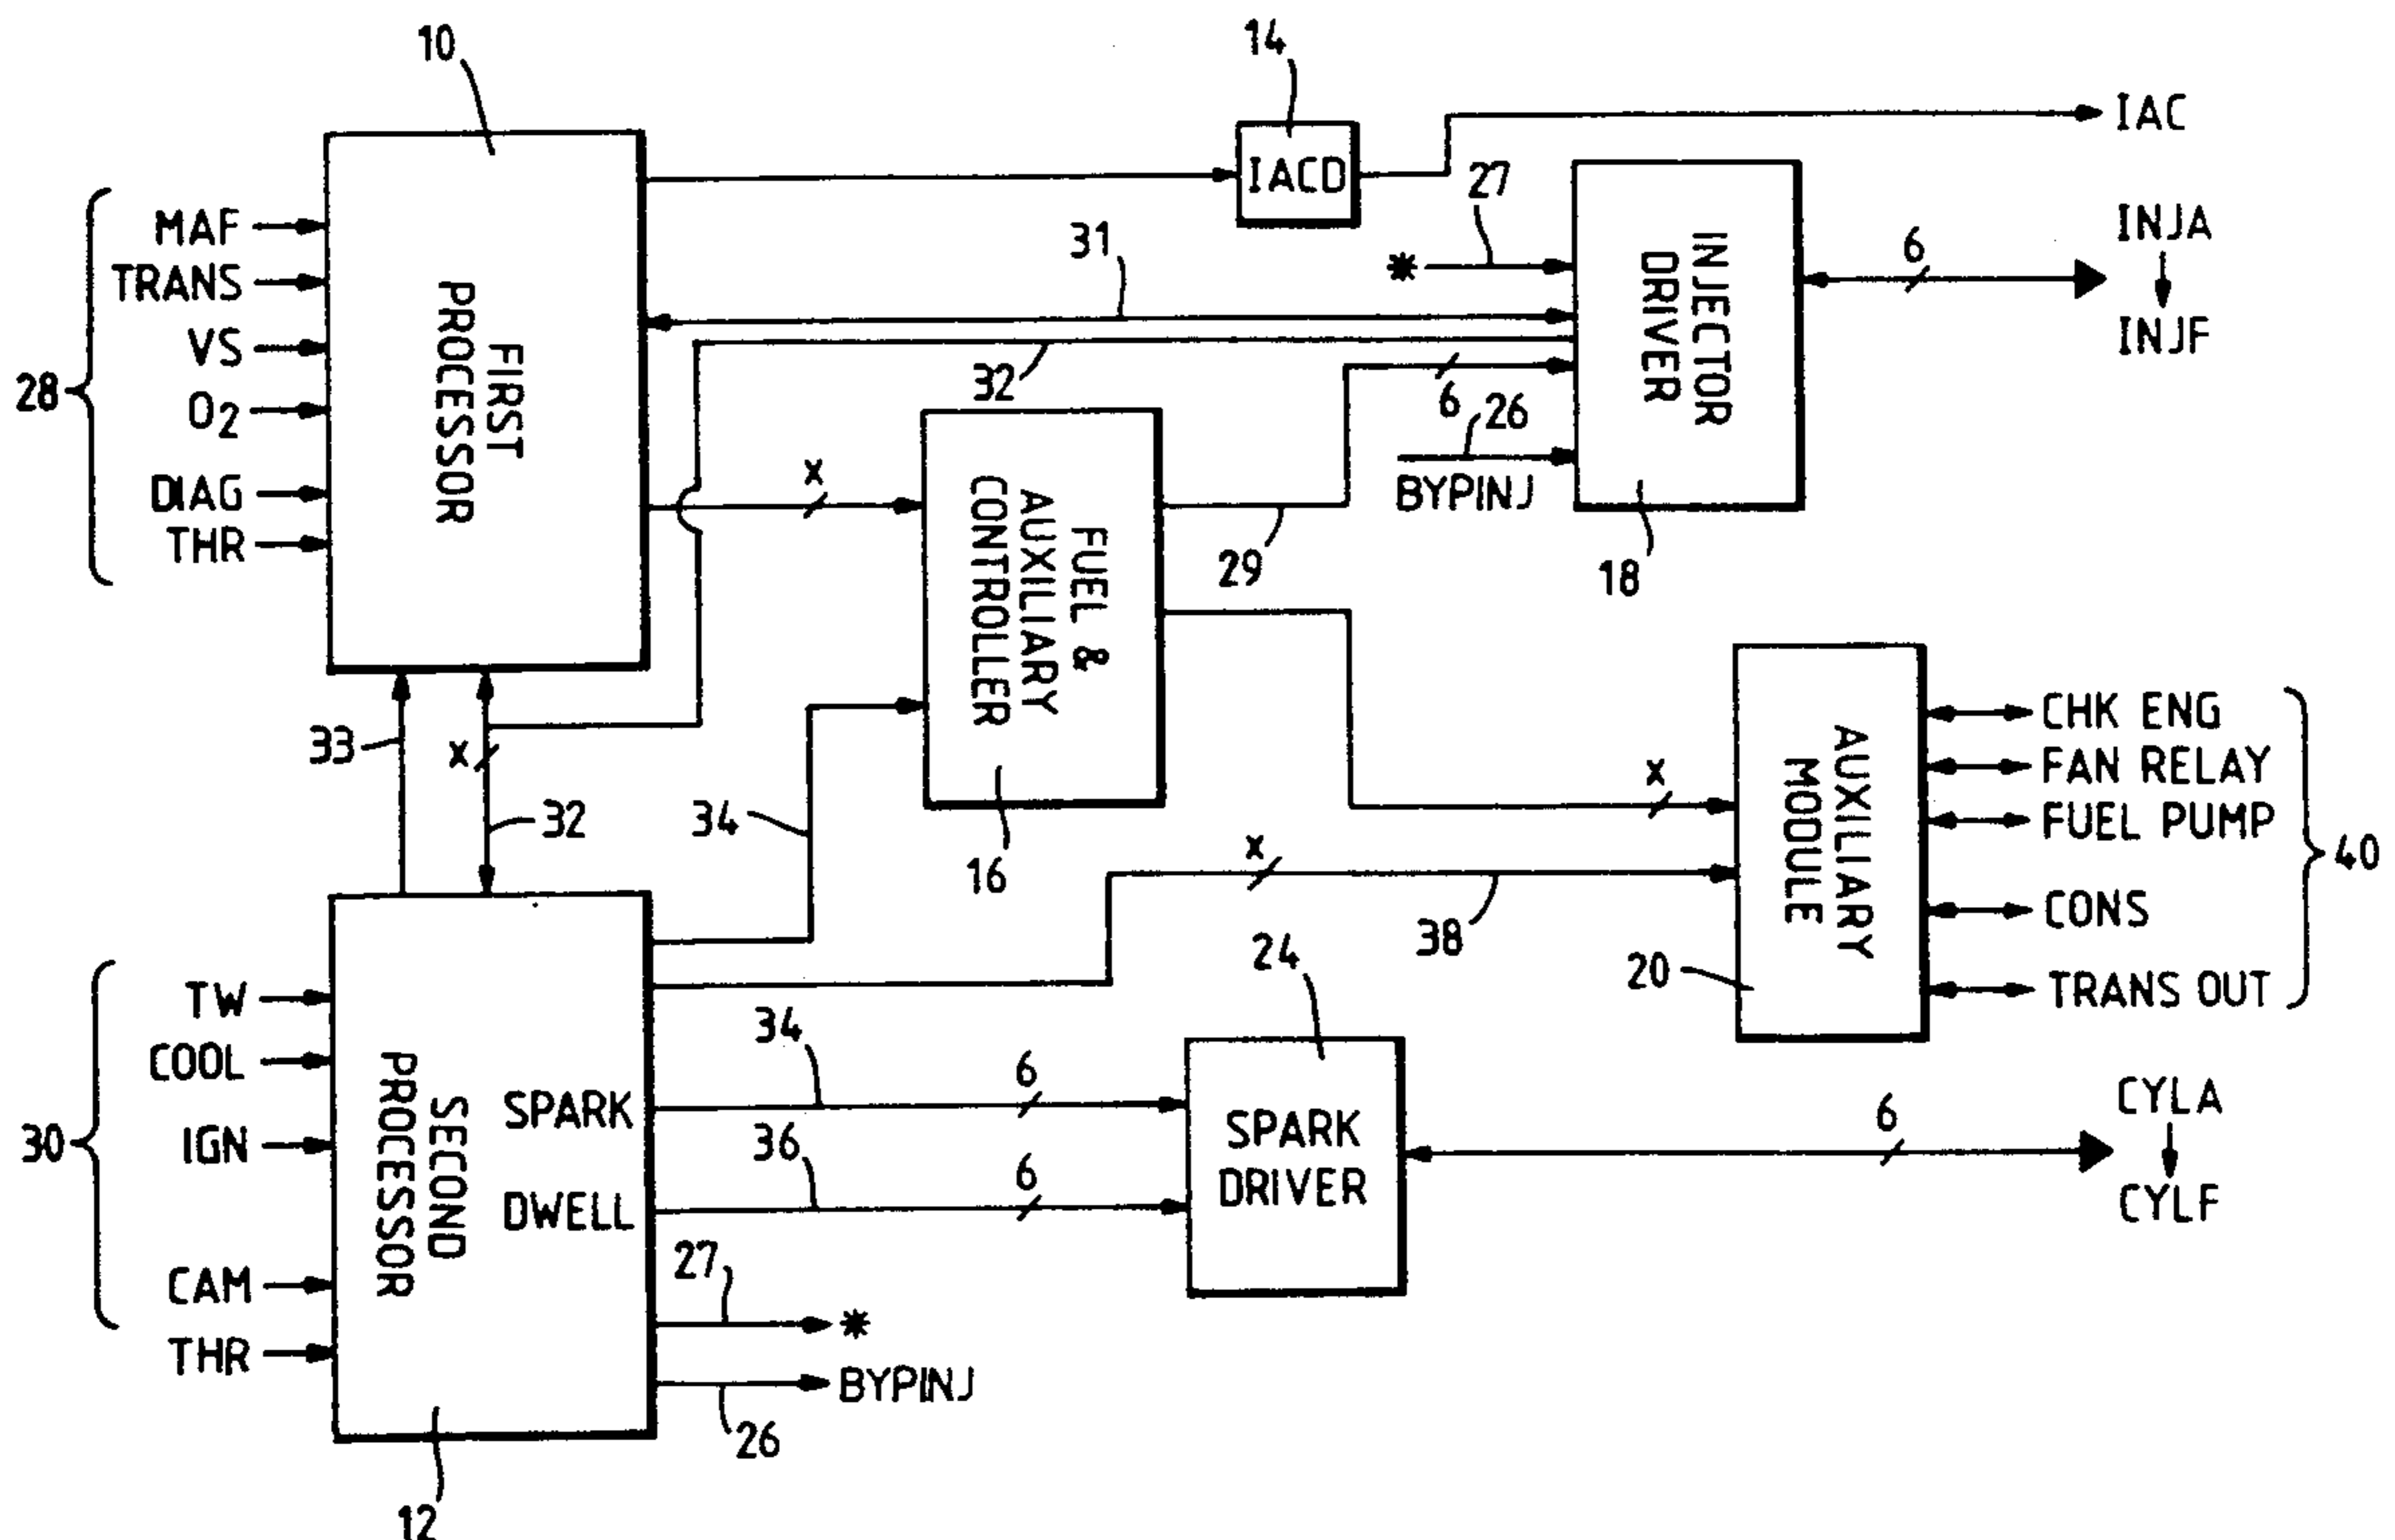 10
14
IAC
IACD
27
*
31
INJA
6
INJF
28
MAF
TRANS
VS
O2
DIAG
THR
FIRST
PROCESSOR
INJECTOR
DRIVER
32
6
26
BYPINJ
x
29
18
FUEL &
AUXILIARY
CONTROLLER
33
x
32
34
16
x
x
38
AUXILIARY
MODULE
20
CHK ENG
FAN RELAY
FUEL PUMP
CONS
TRANS OUT
40
30
TW
COOL
IGN
CAM
THR
SECOND
PROCESSOR
SPARK
DWELL
34
6
36
6
24
SPARK
DRIVER
6
CYLA
CYLF
27
*
BYPINJ
26
12